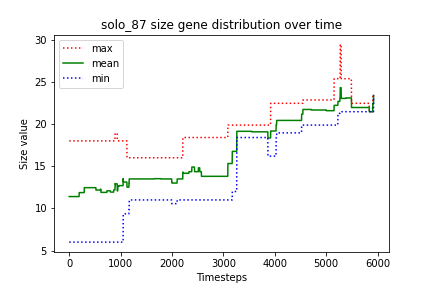 solo_87 size gene distribution over time
max
mean
min
Size value
30
25
20
15
10
5
0
1000
2000
3000
4000
5000
6000
Timesteps